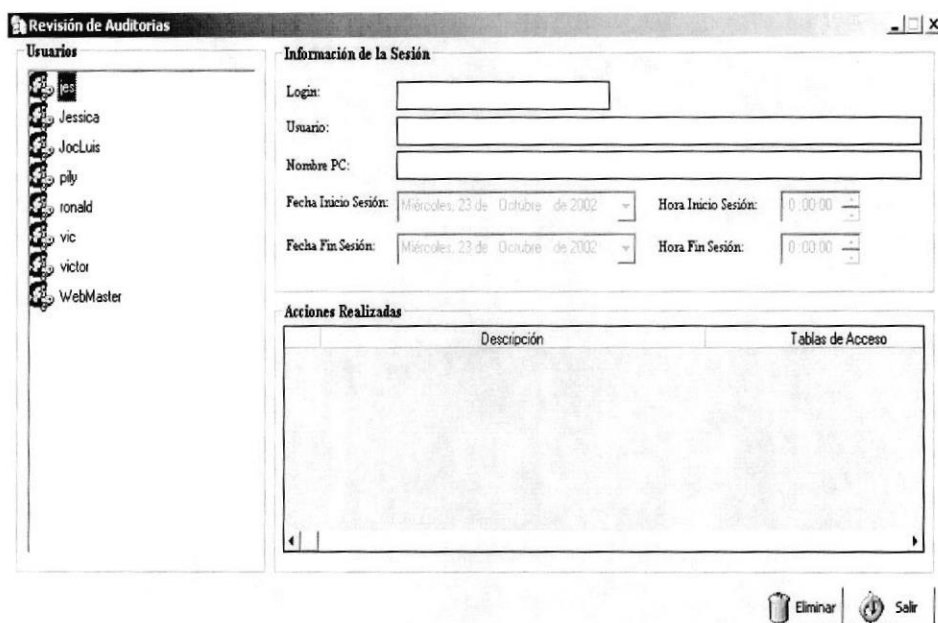 Revisión de Auditorias
Usuarios
jes
Jessica
JocLuis
pily
ronald
vic
victor
WebMaster
Información de la Sesión
Login:
Usuario:
Nombre PC:
Fecha Inicio Sesión: Miércoles, 23 de Octubre de 2002 Hora Inicio Sesión: 0:00:00
Fecha Fin Sesión: Miércoles, 23 de Octubre de 2002 Hora Fin Sesión: 0:00:00
Acciones Realizadas
Descripción Tablas de Acceso
Eliminar Salir